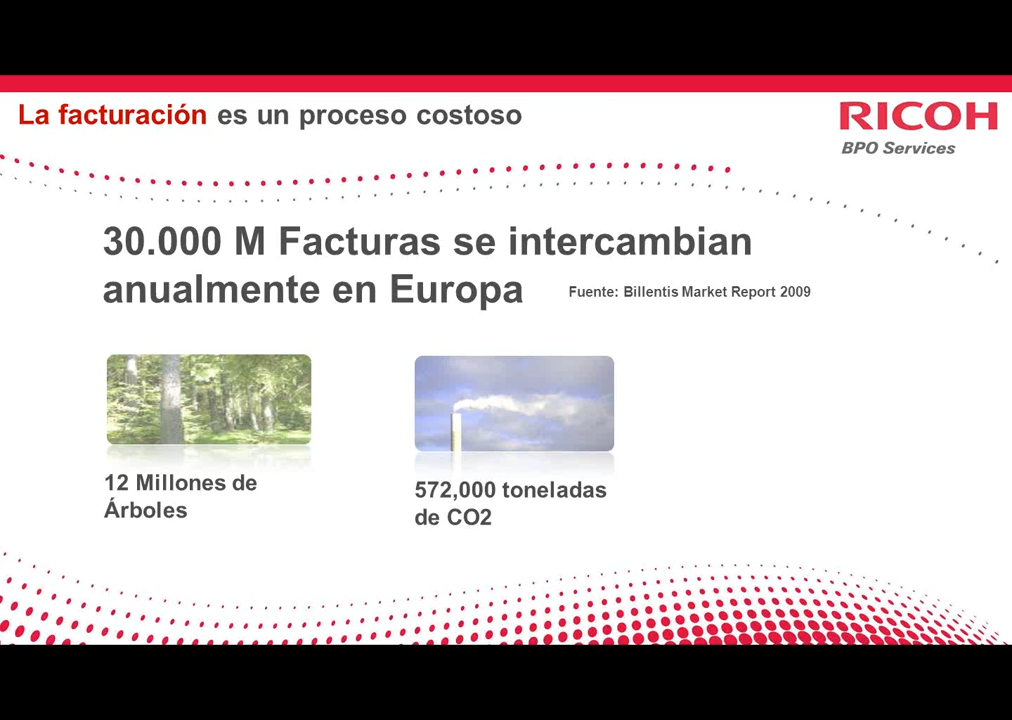 La facturación es un proceso costoso
RICOH
BPO Services
30.000 M Facturas se intercambian
anualmente en Europa
Fuente: Billentis Market Report 2009
12 Millones de
Árboles
572,000 toneladas
de CO2